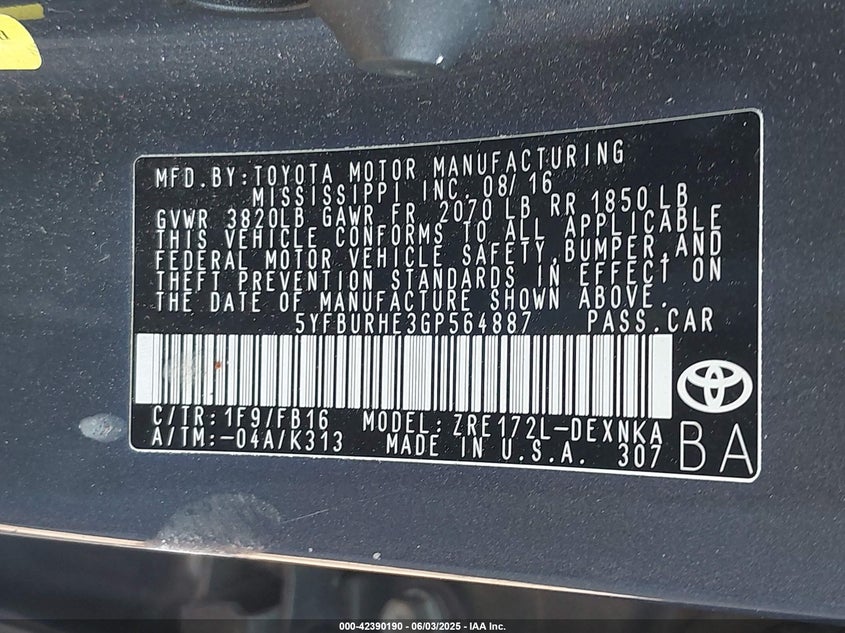 MFD.BY:TOYOTA MOTOR MANUFACTURING
MISSISSIPPI INC. 08/16
GVWR 3820LB GAWR FR 2070 LB RR 1850 LB
THIS VEHICLE CONFORMS TO ALL APPLICABLE
FEDERAL MOTOR VEHICLE SAFETY,BUMPER,AND
THEFT PREVENTION STANDARDS IN EFFECT ON
THE DATE OF MANUFACTURE SHOWN ABOVE.
5YFBURHE3GP564887 PASS.CAR
C/TR:1F9/FB16 MODEL:ZRE172L-DEXNKA
A/TM:-04A/K313 MADE IN U.S.A. 307 BA
000-42390190 - 06/03/2025 - IAA Inc.